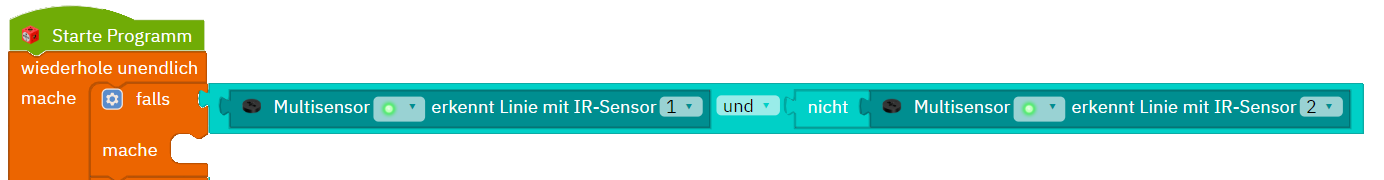 Starte Programm
wiederhole unendlich
mache falls Multisensor erkennt Linie mit IR-Sensor 1 und nicht Multisensor erkennt Linie mit IR-Sensor 2
mache